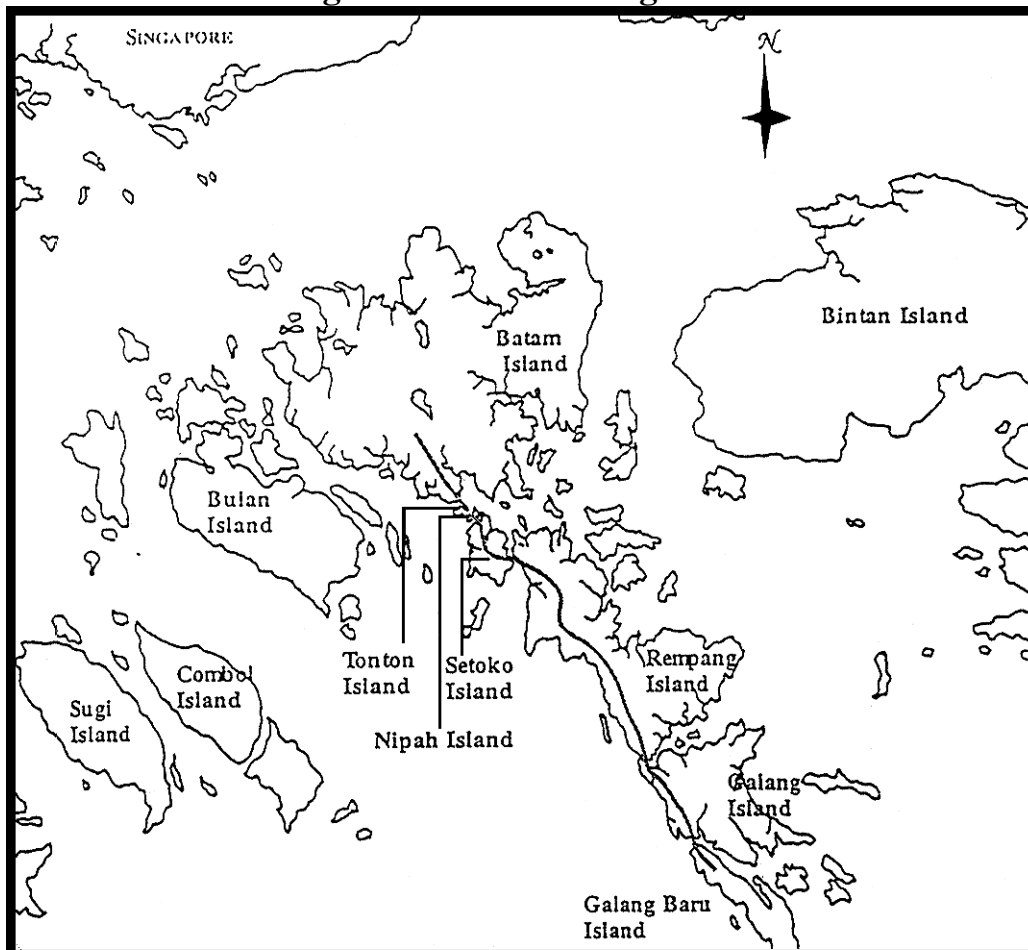 SINGAPORE
N
Bintan Island
Batam
Island
Bulan
Island
Tonton
Island
Setoko
Island
Rempang
Island
Combol
Island
Sugi
Island
Nipah Island
Galang
Island
Galang Baru
Island